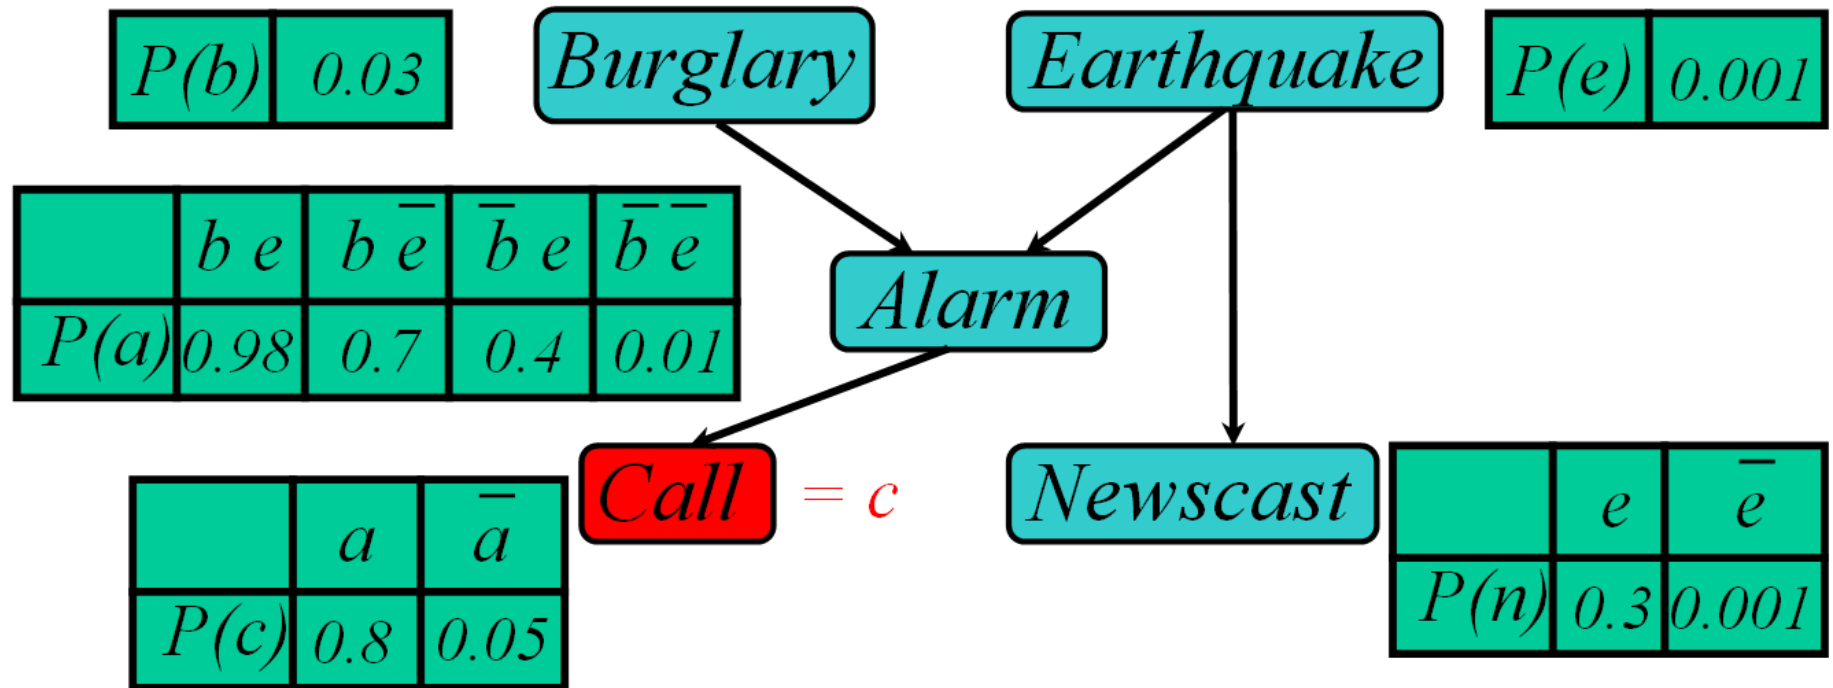 P(b) 0.03
Burglary
Earthquake
P(e) 0.001
b e b e̅ b̅ e b̅ e̅
P(a) 0.98 0.7 0.4 0.01
Alarm
Call = c
Newscast
a a̅
P(c) 0.8 0.05
e e̅
P(n) 0.3 0.001